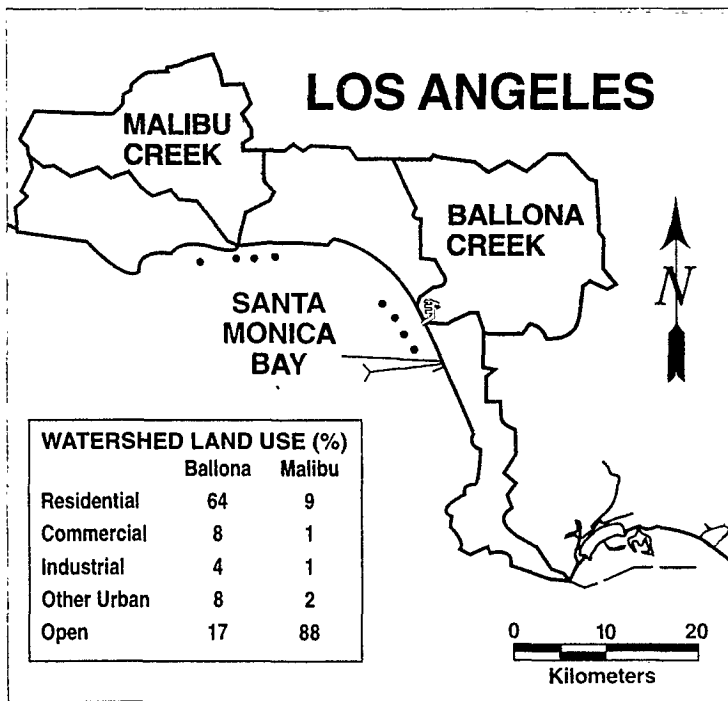 LOS ANGELES
MALIBU
CREEK
BALLONA
CREEK
N
SANTA
MONICA
BAY
WATERSHED LAND USE (%)
Ballona Malibu
Residential 64 9
Commercial 8 1
Industrial 4 1
Other Urban 8 2
Open 17 88
0 10 20
Kilometers